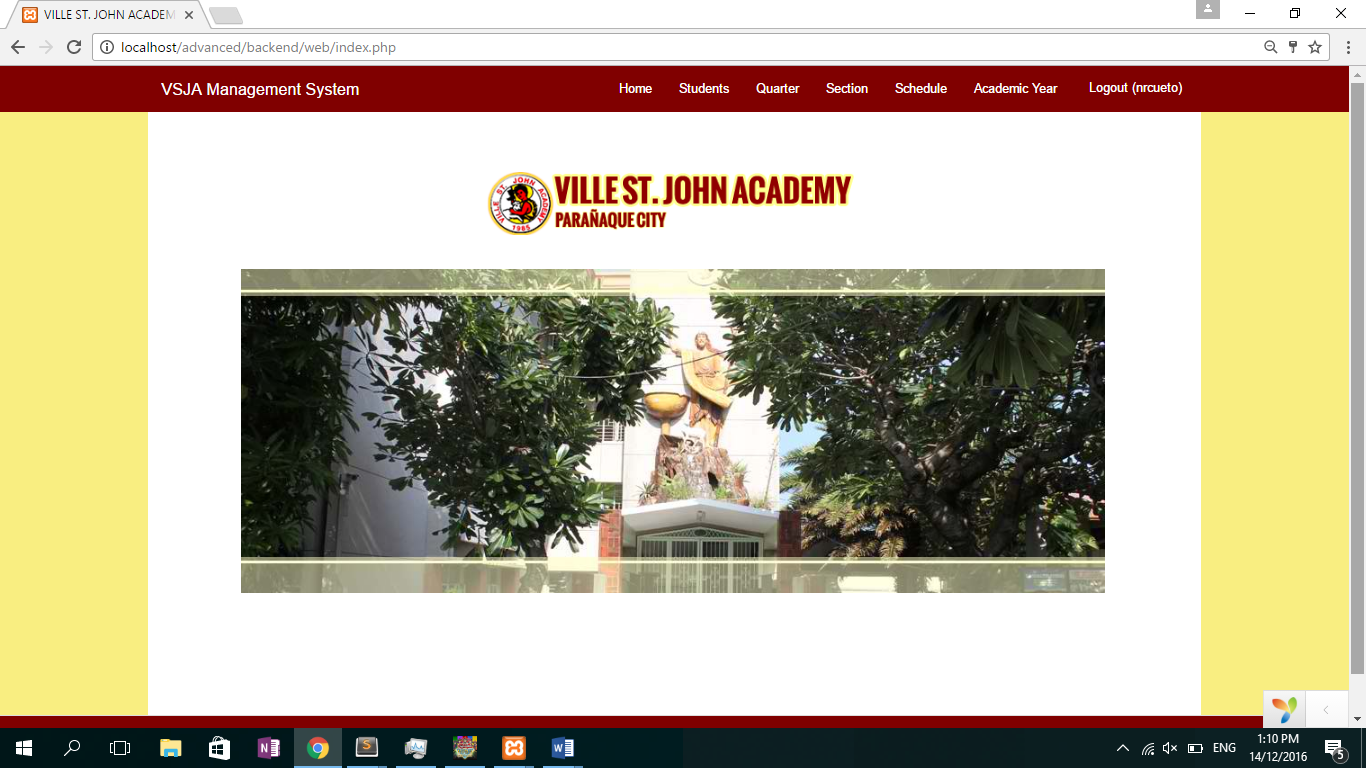 VILLE ST. JOHN ACADEM
localhost/advanced/backend/web/index.php
VSJA Management System Home Students Quarter Section Schedule Academic Year Logout (nrcueto)
VILLE ST. JOHN ACADEMY
1985
VILLE ST. JOHN ACADEMY
PARAÑAQUE CITY
ENG
1:10 PM
14/12/2016
5